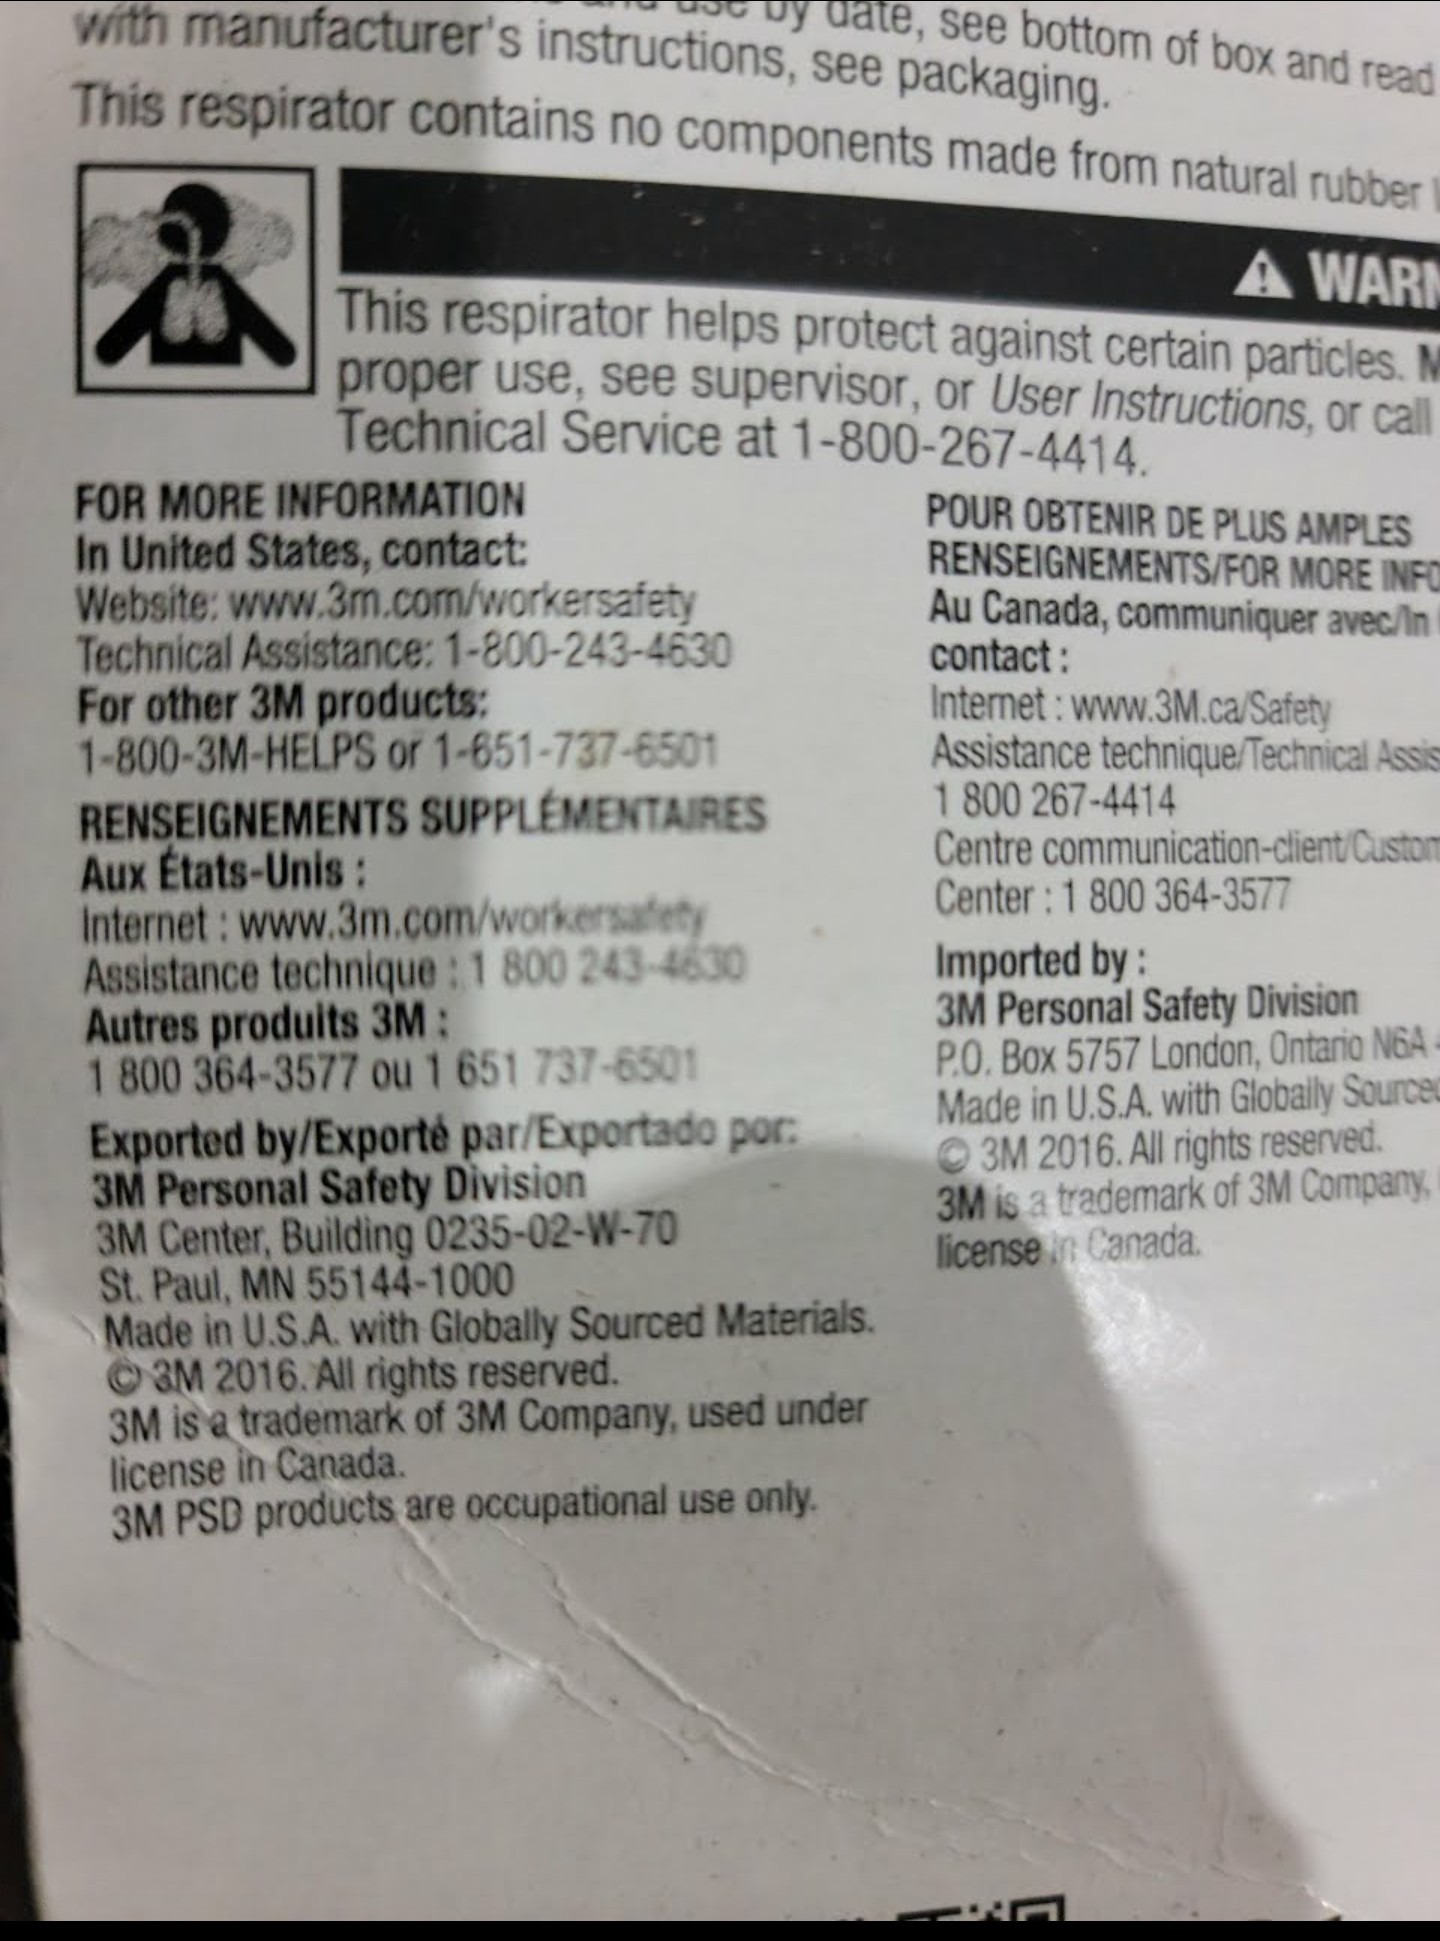 and use by date, see bottom of box and read
with manufacturer's instructions, see packaging.
This respirator contains no components made from natural rubber
WARN
This respirator helps protect against certain particles. M
proper use, see supervisor, or User Instructions, or call
Technical Service at 1-800-267-4414.
FOR MORE INFORMATION
In United States, contact:
Website: www.3m.com/workersafety
Technical Assistance: 1-800-243-4630
For other 3M products:
1-800-3M-HELPS or 1-651-737-6501
RENSEIGNEMENTS SUPPLÉMENTAIRES
Aux États-Unis :
Internet : www.3m.com/workersafety
Assistance technique : 1 800 243-4630
Autres produits 3M :
1 800 364-3577 ou 1 651 737-6501
Exported by/Exporté par/Exportado por:
3M Personal Safety Division
3M Center, Building 0235-02-W-70
St. Paul, MN 55144-1000
Made in U.S.A. with Globally Sourced Materials.
© 3M 2016. All rights reserved.
3M is a trademark of 3M Company, used under
license in Canada.
3M PSD products are occupational use only.
POUR OBTENIR DE PLUS AMPLES
RENSEIGNEMENTS/FOR MORE INFO
Au Canada, communiquer avec/In
contact :
Internet : www.3M.ca/Safety
Assistance technique/Technical Assis
1 800 267-4414
Centre communication-client/Custom
Center : 1 800 364-3577
Imported by :
3M Personal Safety Division
P.O. Box 5757 London, Ontario N6A
Made in U.S.A. with Globally Sourced
© 3M 2016. All rights reserved.
3M is a trademark of 3M Company,
license in Canada.